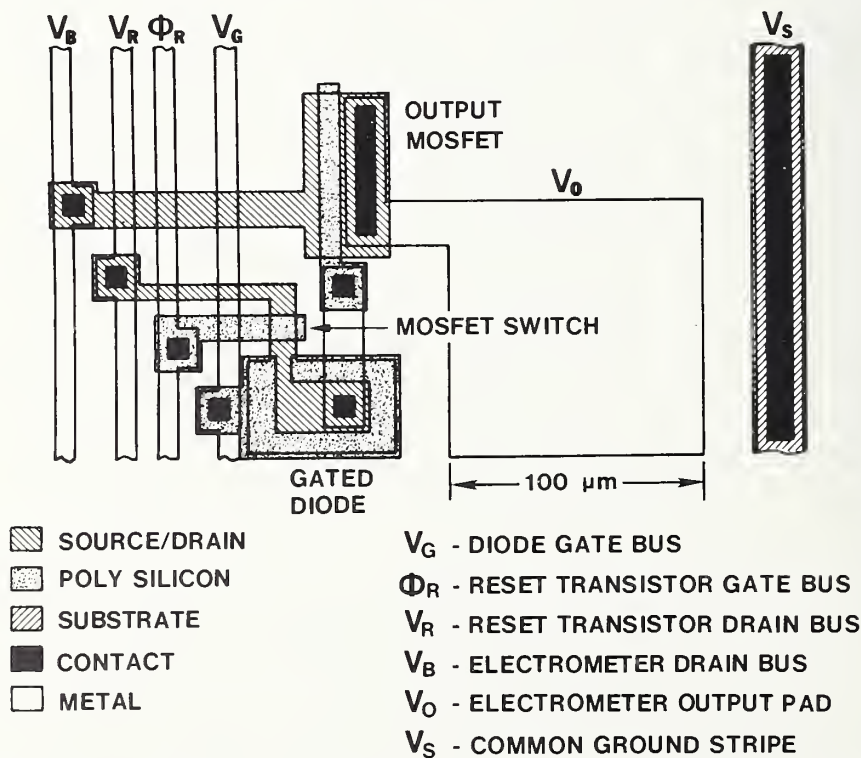 V_B V_R Φ_R V_G V_S
OUTPUT
MOSFET
V_O
MOSFET SWITCH
GATED
DIODE
100 μm
SOURCE/DRAIN
POLY SILICON
SUBSTRATE
CONTACT
METAL
V_G - DIODE GATE BUS
Φ_R - RESET TRANSISTOR GATE BUS
V_R - RESET TRANSISTOR DRAIN BUS
V_B - ELECTROMETER DRAIN BUS
V_O - ELECTROMETER OUTPUT PAD
V_S - COMMON GROUND STRIPE